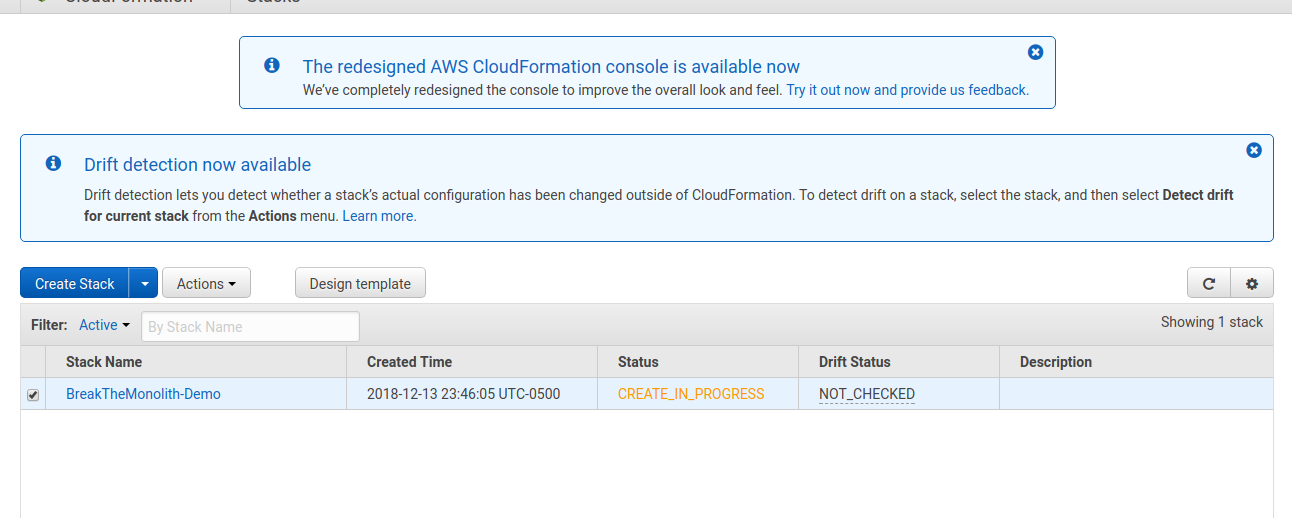 CloudFormation Stacks
The redesigned AWS CloudFormation console is available now
We've completely redesigned the console to improve the overall look and feel. Try it out now and provide us feedback.
Drift detection now available
Drift detection lets you detect whether a stack's actual configuration has been changed outside of CloudFormation. To detect drift on a stack, select the stack, and then select Detect drift
for current stack from the Actions menu. Learn more.
Create Stack Actions Design template
Filter: Active By Stack Name Showing 1 stack
Stack Name Created Time Status Drift Status Description
BreakTheMonolith-Demo 2018-12-13 23:46:05 UTC-0500 CREATE_IN_PROGRESS NOT_CHECKED